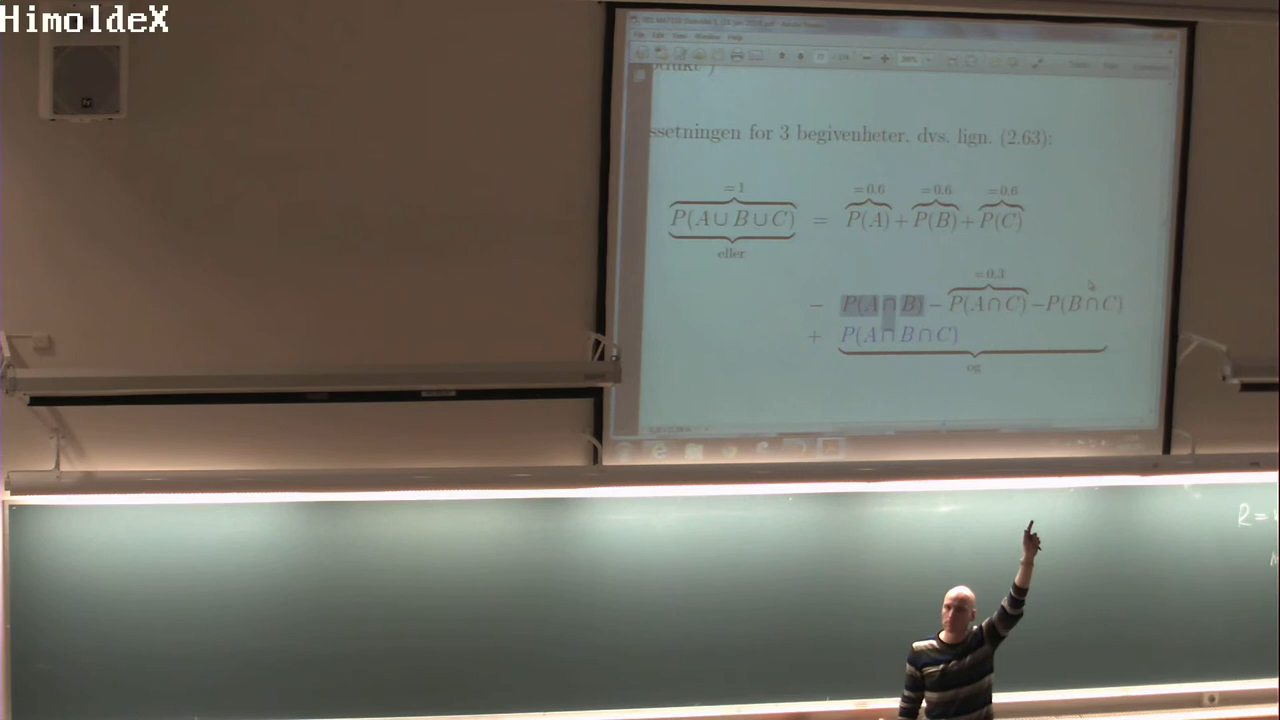 HimoldeX
ssetningen for 3 begivenheter. dvs. lign. (2.63):
=1 =0.6 =0.6 =0.6
P(A∪B∪C) = P(A)+P(B)+P(C)
eller
=0.3
− P(A∩B)−P(A∩C)−P(B∩C)
+ P(A∩B∩C)
og
R=